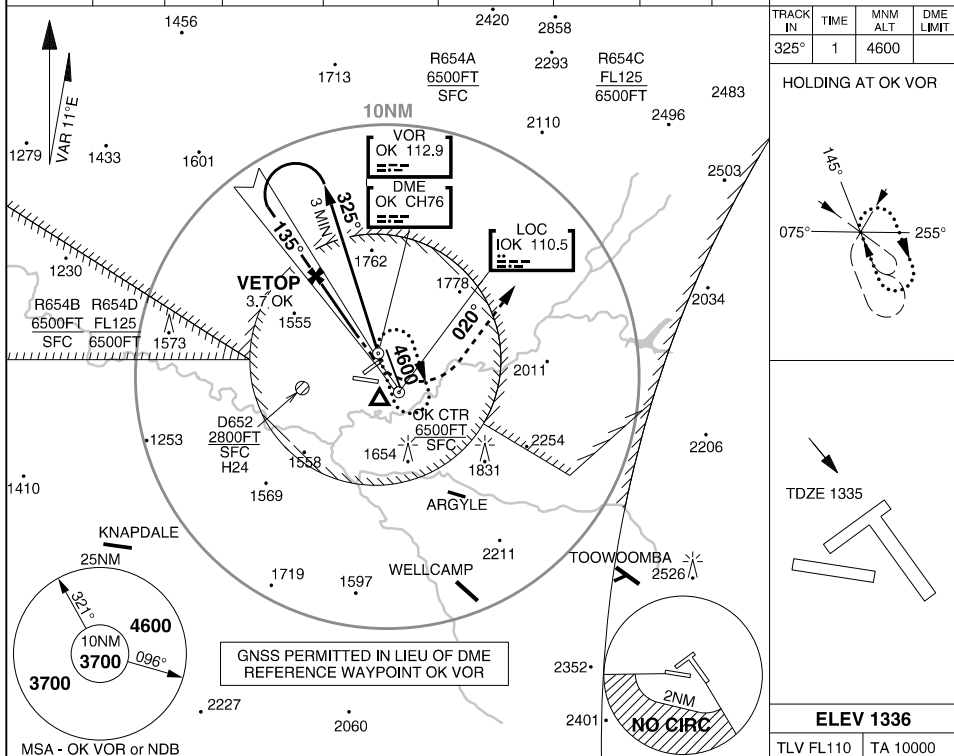 1456
2420
2858
1713
R654A
6500FT
SFC
2293
R654C
FL125
6500FT
2483
2496
VAR 11°E
10NM
2110
1279
1433
1601
VOR
OK 112.9
DME
OK CH76
2503
325°
3 MIN
135°
LOC
IOK 110.5
1762
1230
VETOP
3.7 OK
1778
2034
R654B
6500FT
SFC
R654D
FL125
6500FT
1573
1555
020°
4600
2011
D652
2800FT
SFC
H24
OK CTR
6500FT
SFC
1253
1558
1654
1831
2254
2206
1410
1569
ARGYLE
KNAPDALE
2211
TOOWOOMBA
2526
WELLCAMP
1719
1597
25NM
321°
4600
10NM
3700
096°
3700
MSA - OK VOR or NDB
GNSS PERMITTED IN LIEU OF DME
REFERENCE WAYPOINT OK VOR
2352
2NM
NO CIRC
2401
2227
2060
TRACK IN
TIME
MNM ALT
DME LIMIT
325°
1
4600
HOLDING AT OK VOR
145°
075°
255°
TDZE 1335
ELEV 1336
TLV FL110
TA 10000